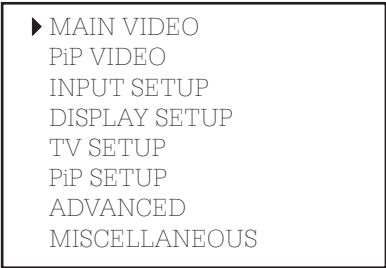 MAIN VIDEO
PiP VIDEO
INPUT SETUP
DISPLAY SETUP
TV SETUP
PiP SETUP
ADVANCED
MISCELLANEOUS